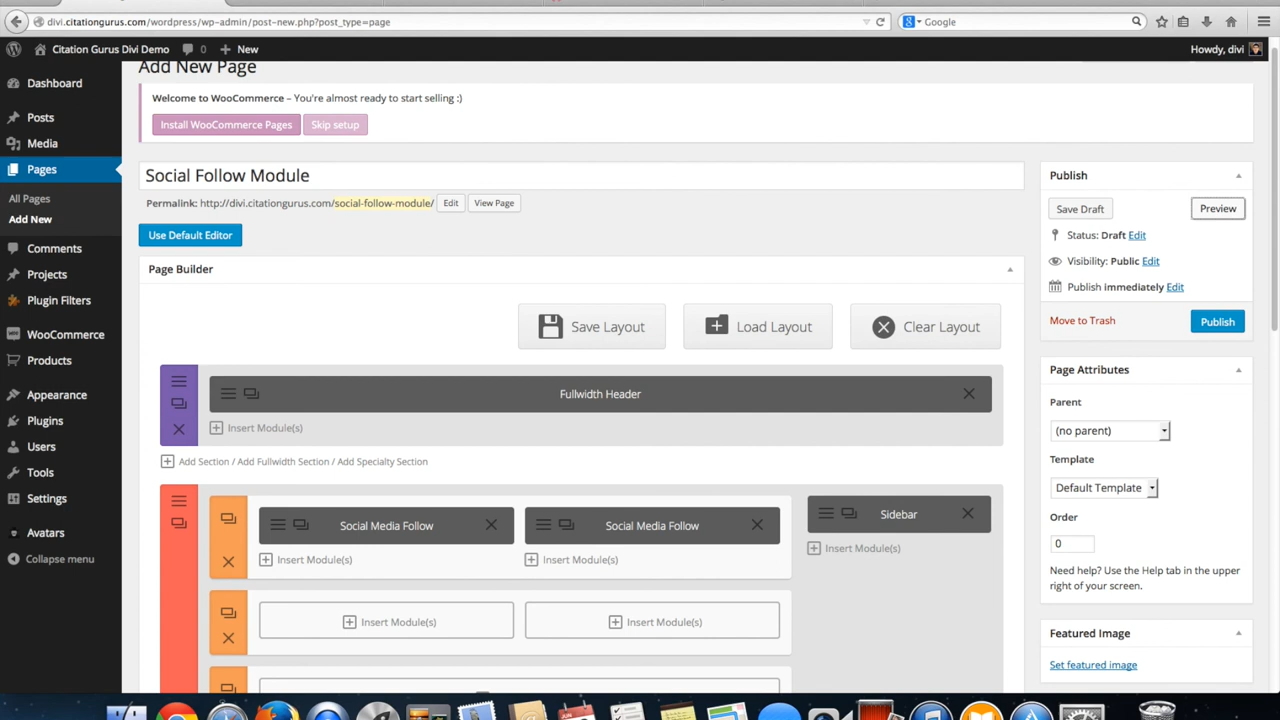 divi.citationgurus.com/wordpress/wp-admin/post-new.php?post_type=page
Google
Citation Gurus Divi Demo
0
New
Howdy, divi
Dashboard
Posts
Media
Pages
All Pages
Add New
Comments
Projects
Plugin Filters
WooCommerce
Products
Appearance
Plugins
Users
Tools
Settings
Avatars
Collapse menu
Add New Page
Welcome to WooCommerce – You're almost ready to start selling :)
Install WooCommerce Pages
Skip setup
Social Follow Module
Permalink: http://divi.citationgurus.com/social-follow-module/
Edit
View Page
Use Default Editor
Page Builder
Save Layout
Load Layout
Clear Layout
Fullwidth Header
Insert Module(s)
Add Section / Add Fullwidth Section / Add Specialty Section
Social Media Follow
Social Media Follow
Sidebar
Insert Module(s)
Insert Module(s)
Insert Module(s)
Insert Module(s)
Insert Module(s)
Publish
Save Draft
Preview
Status: Draft Edit
Visibility: Public Edit
Publish immediately Edit
Move to Trash
Publish
Page Attributes
Parent
(no parent)
Template
Default Template
Order
0
Need help? Use the Help tab in the upper
right of your screen.
Featured Image
Set featured image